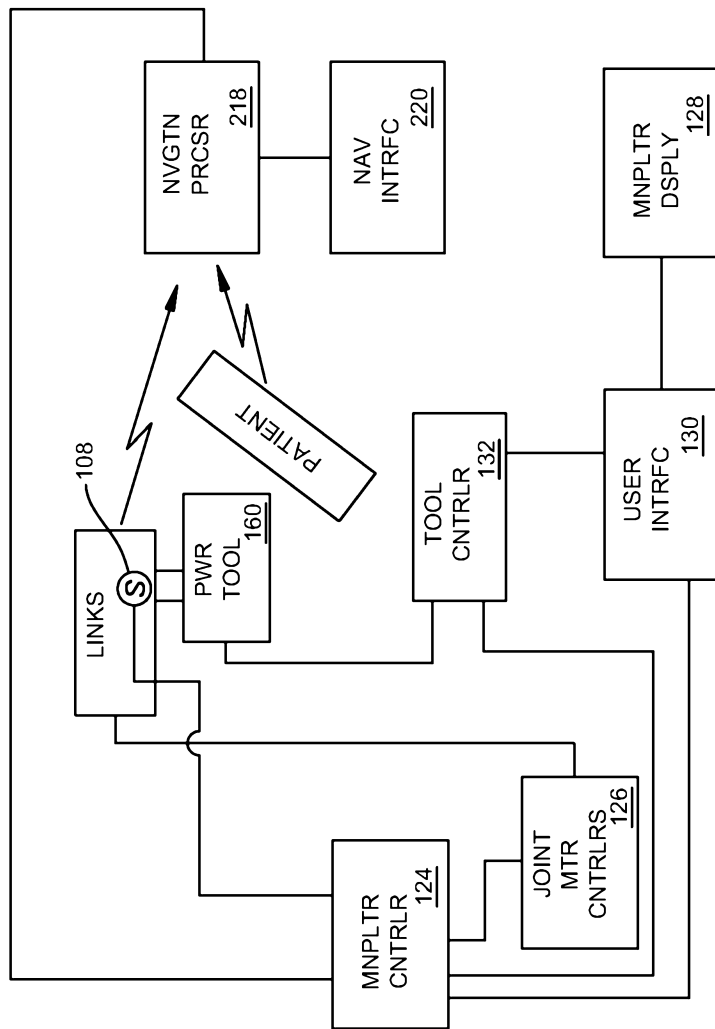 108
LINKS
S
PWR
TOOL
160
PATIENT
NVGTN
PRCSR
218
NAV
INTRFC
220
MNPLTR
CNTRLR
124
JOINT
MTR
CNTRLRS
126
TOOL
CNTRLR
132
USER
INTRFC
130
MNPLTR
DSPLY
128